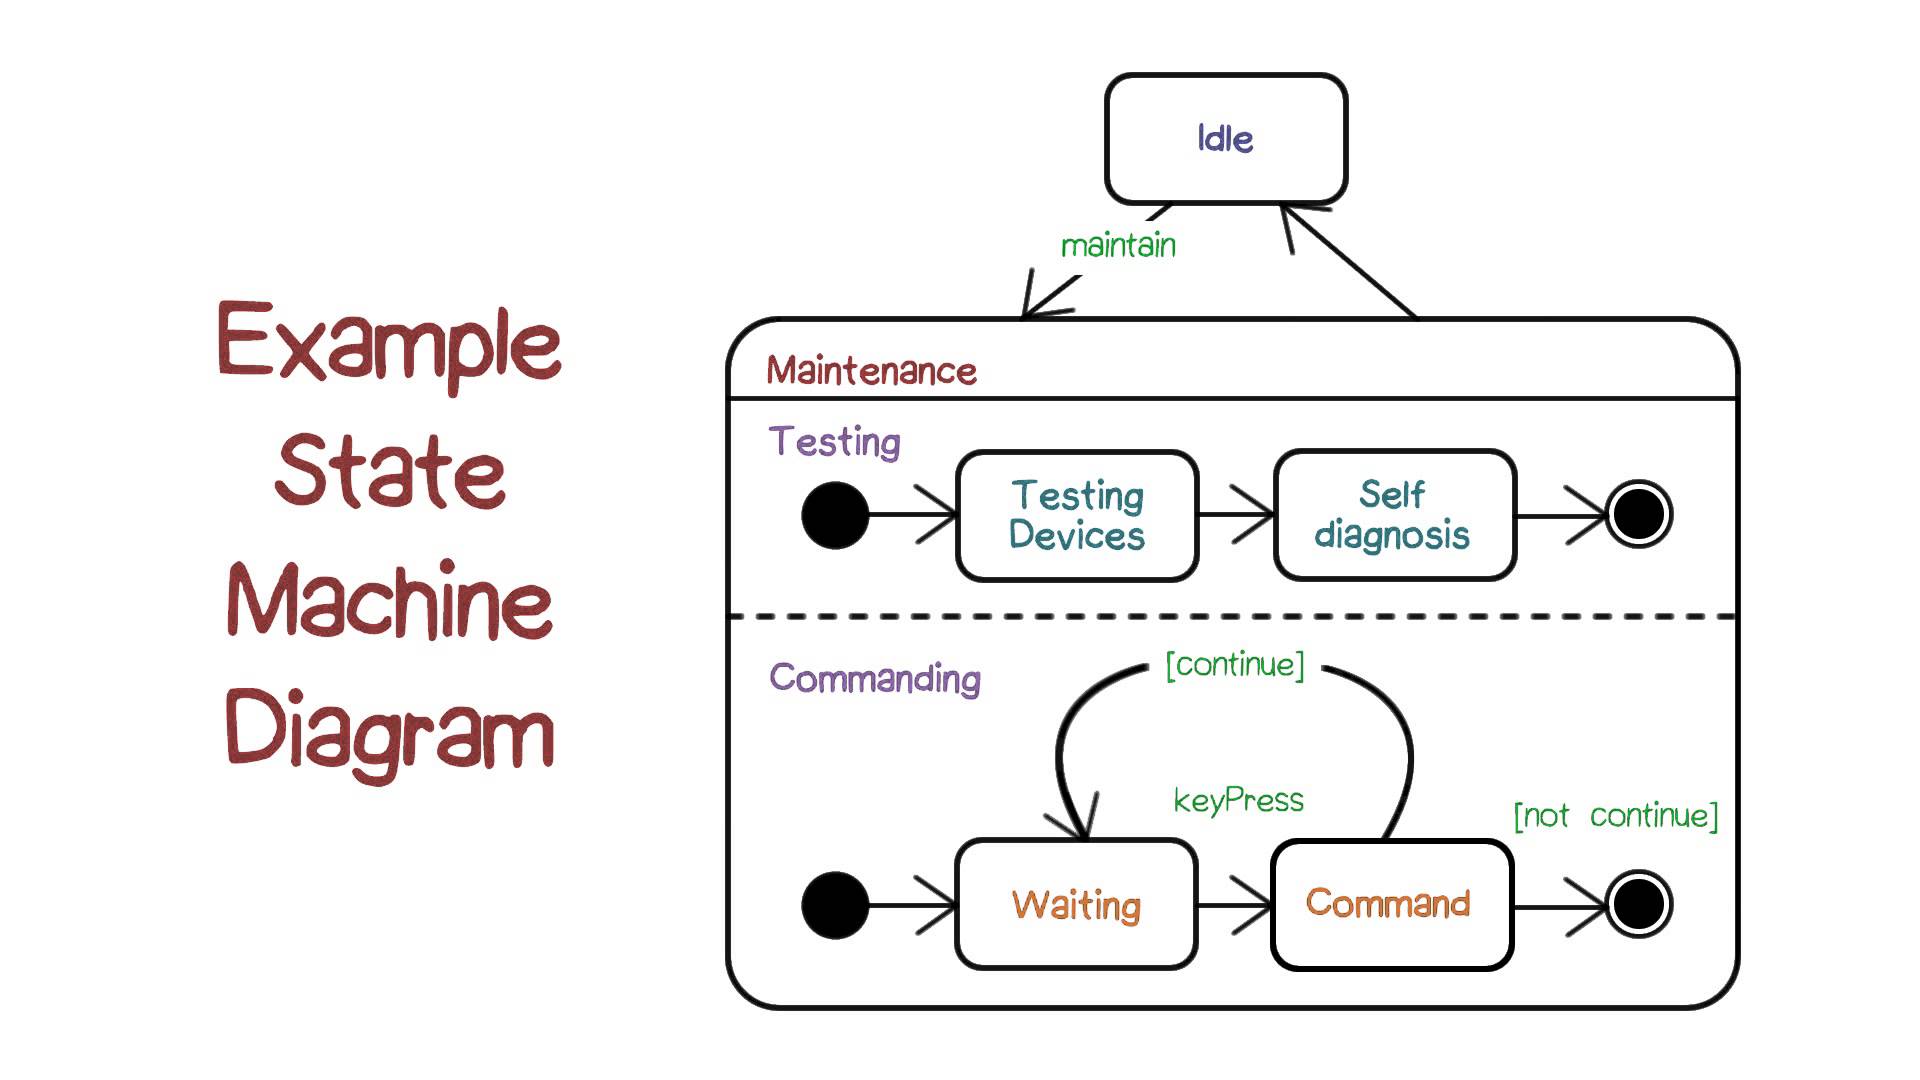 Example
State
Machine
Diagram
Idle
maintain
Maintenance
Testing
Testing
Devices
Self
diagnosis
Commanding
[continue]
keyPress
[not continue]
Waiting
Command